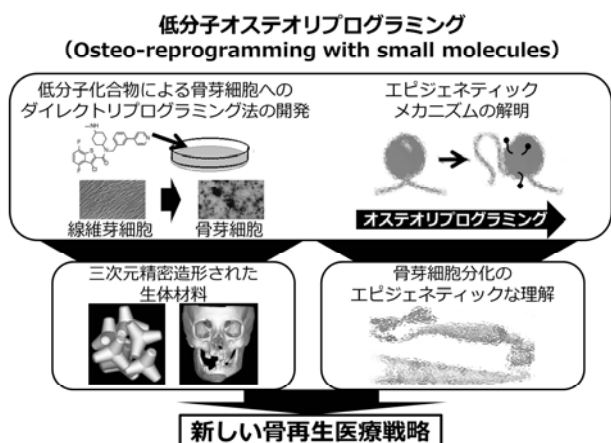 低分子オステオリプログラミング
(Osteo-reprogramming with small molecules)
低分子化合物による骨芽細胞への
ダイレクトリプログラミング法の開発
線維芽細胞
骨芽細胞
エピジェネティック
メカニズムの解明
オステオリプログラミング
三次元精密造形された
生体材料
骨芽細胞分化の
エピジェネティックな理解
新しい骨再生医療戦略